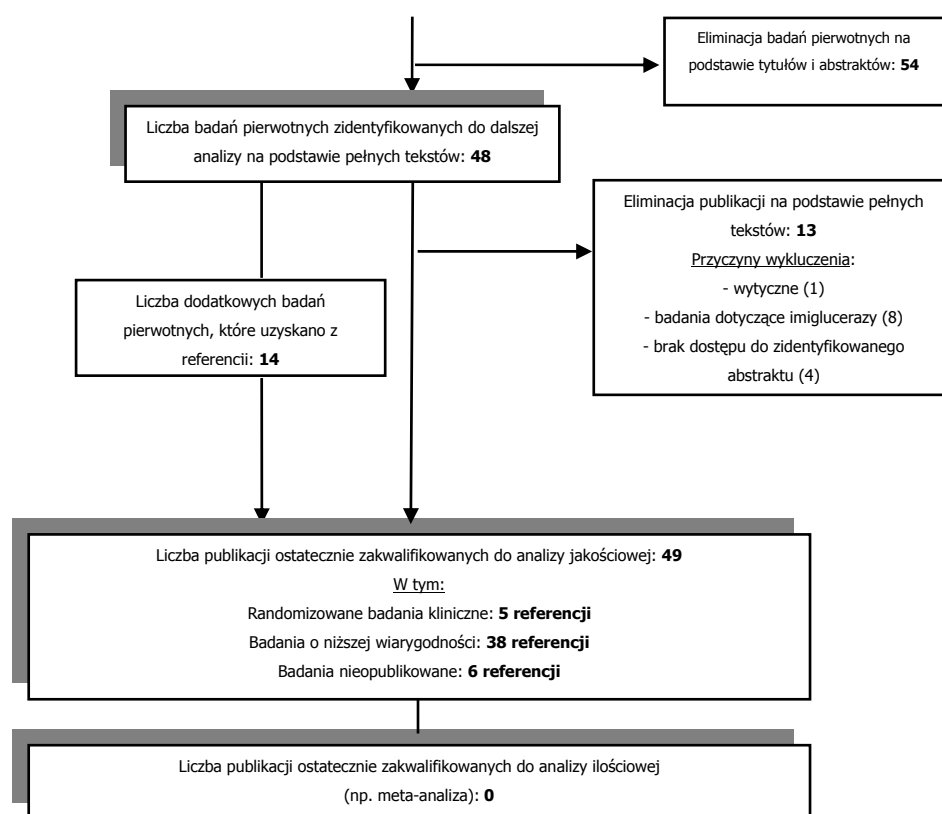 Eliminacja badań pierwotnych na
podstawie tytułów i abstraktów: 54
Liczba badań pierwotnych zidentyfikowanych do dalszej
analizy na podstawie pełnych tekstów: 48
Eliminacja publikacji na podstawie pełnych
tekstów: 13
Przyczyny wykluczenia:
- wytyczne (1)
- badania dotyczące imiglucerazy (8)
- brak dostępu do zidentyfikowanego
abstraktu (4)
Liczba dodatkowych badań
pierwotnych, które uzyskano z
referencii: 14
Liczba publikacji ostatecznie zakwalifikowanych do analizy jakościowej: 49
W tym:
Randomizowane badania kliniczne: 5 referencji
Badania o niższej wiarygodności: 38 referencji
Badania nieopublikowane: 6 referencji
Liczba publikacji ostatecznie zakwalifikowanych do analizy ilościowej
(np. meta-analiza): 0